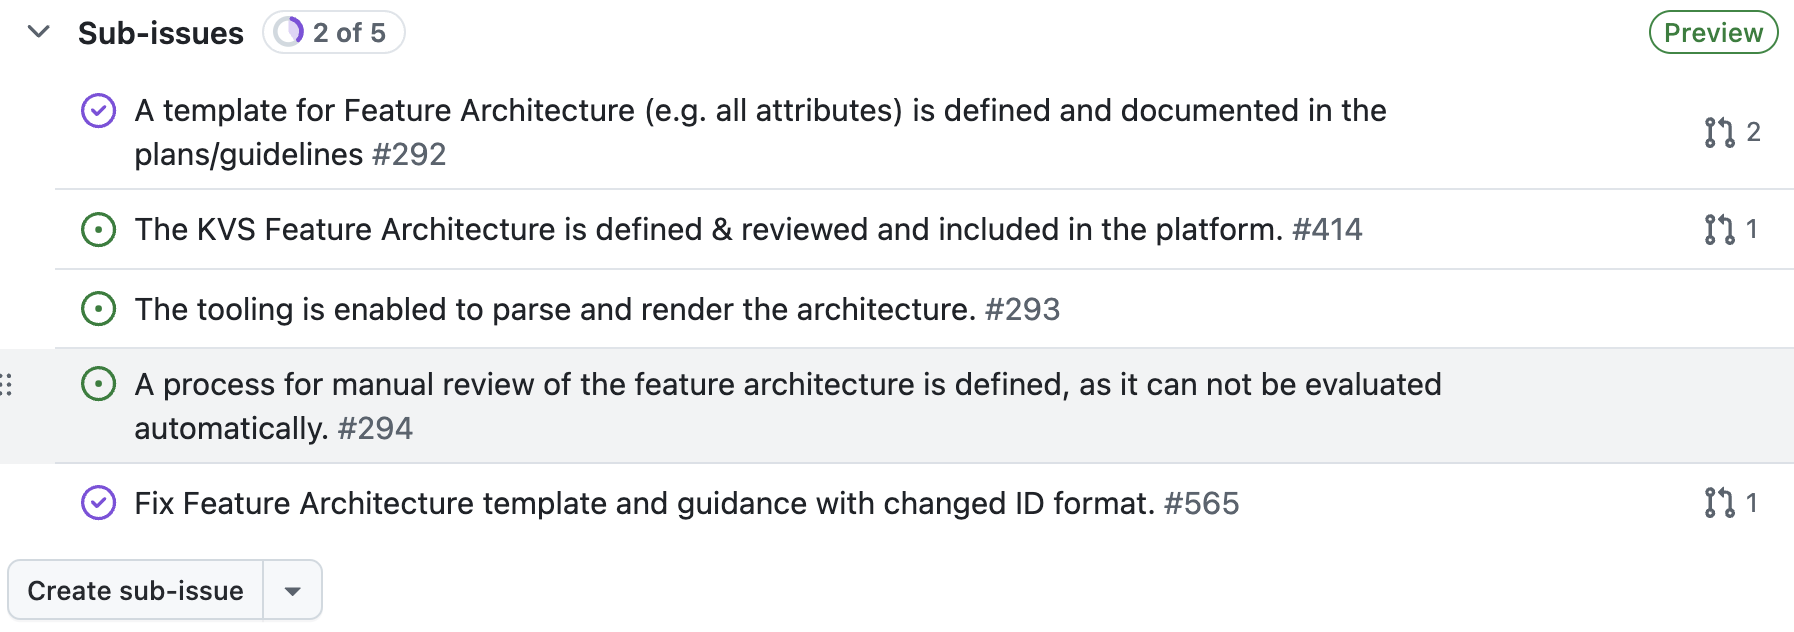 Sub-issues 2 of 5 Preview
A template for Feature Architecture (e.g. all attributes) is defined and documented in the
plans/guidelines #292 2
The KVS Feature Architecture is defined & reviewed and included in the platform. #414 1
The tooling is enabled to parse and render the architecture. #293
A process for manual review of the feature architecture is defined, as it can not be evaluated
automatically. #294
Fix Feature Architecture template and guidance with changed ID format. #565 1
Create sub-issue